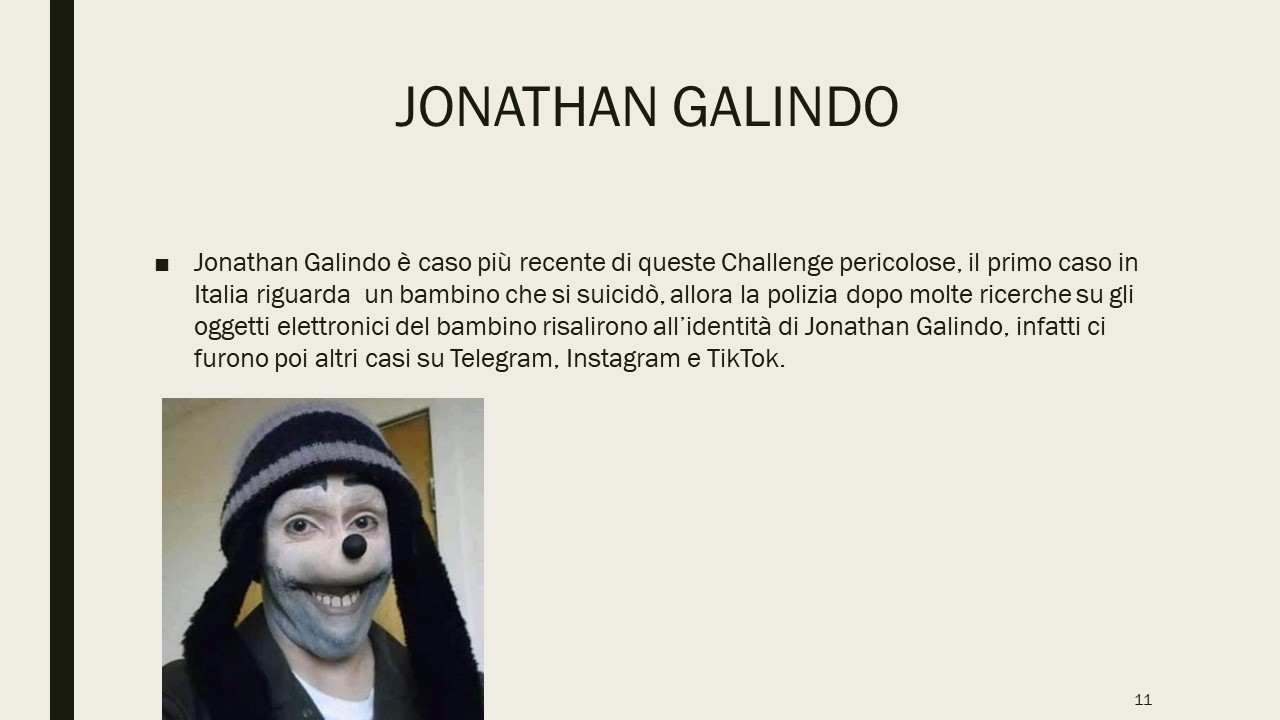 JONATHAN GALINDO
▪ Jonathan Galindo è caso più recente di queste Challenge pericolose, il primo caso in
Italia riguarda  un bambino che si suicidò, allora la polizia dopo molte ricerche su gli
oggetti elettronici del bambino risalirono all’identità di Jonathan Galindo, infatti ci
furono poi altri casi su Telegram, Instagram e TikTok.
11